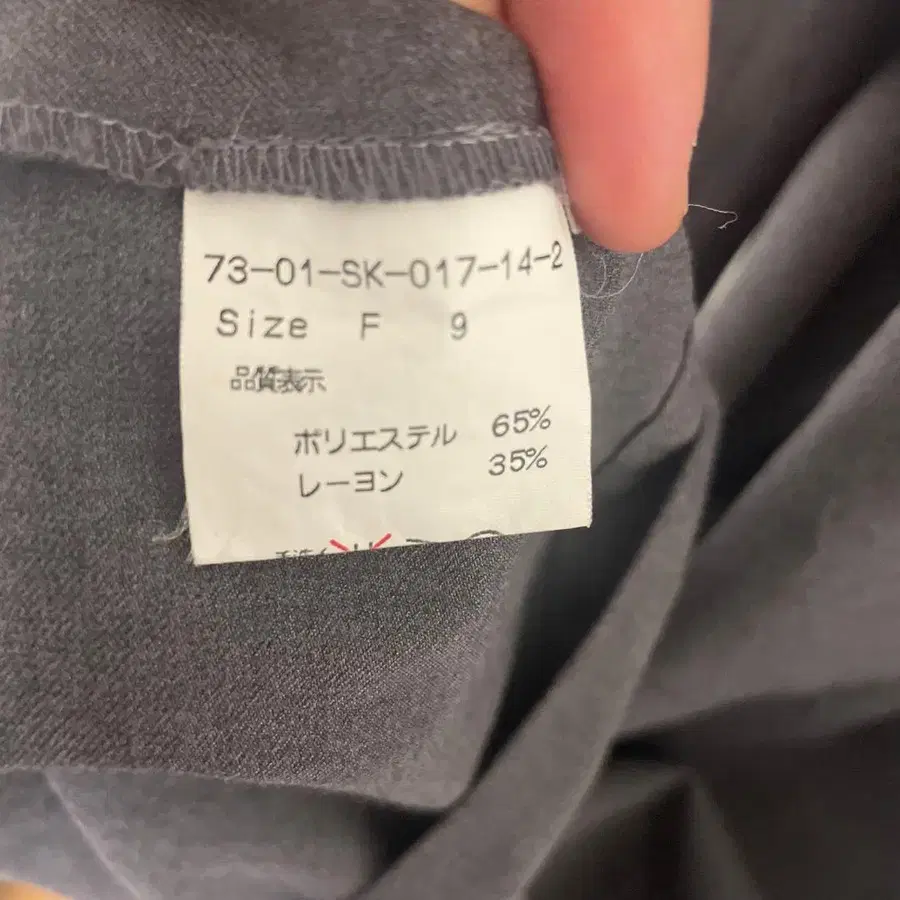 73-01-SK-017-14-2
Size F 9
品質表示
ポリエステル 65%
レーヨン 35%